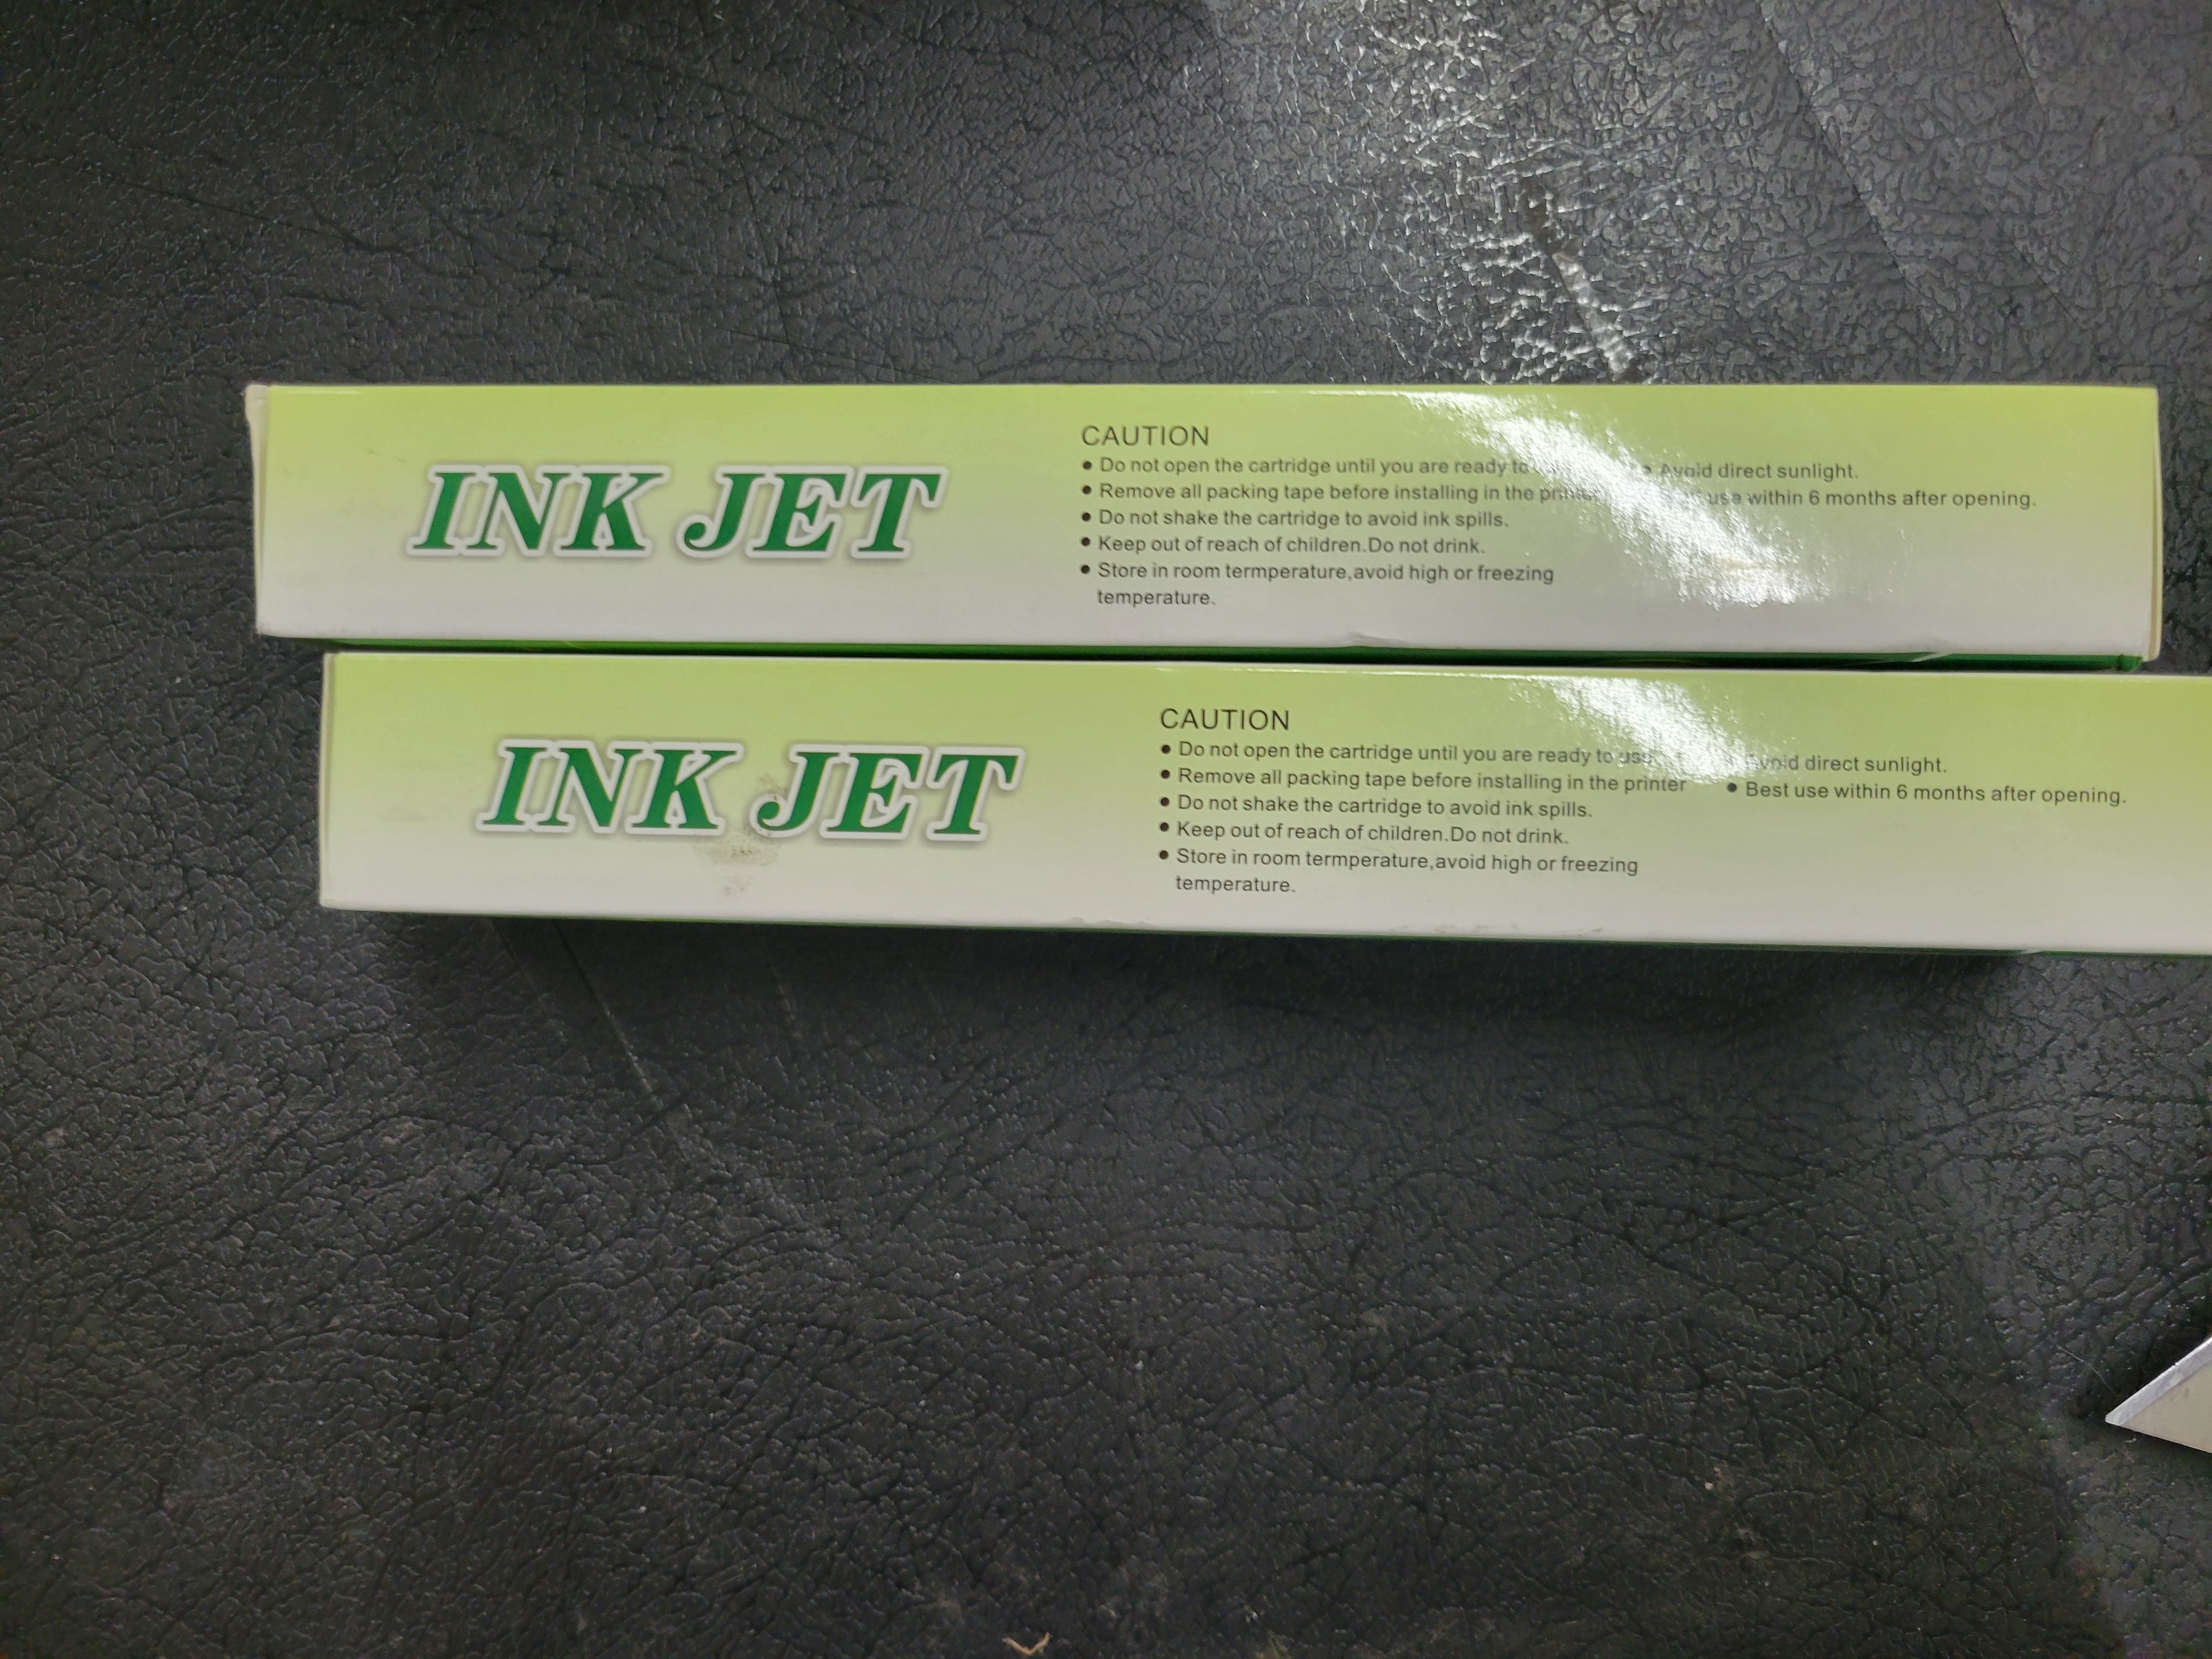 INK JET
CAUTION
• Do not open the cartridge until you are ready to
• Remove all packing tape before installing in the printer
• Do not shake the cartridge to avoid ink spills.
• Keep out of reach of children.Do not drink.
• Store in room termperature,avoid high or freezing
temperature.
• Avoid direct sunlight.
use within 6 months after opening.
INK JET
CAUTION
• Do not open the cartridge until you are ready to use
• Remove all packing tape before installing in the printer
• Do not shake the cartridge to avoid ink spills.
• Keep out of reach of children.Do not drink.
• Store in room termperature,avoid high or freezing
temperature.
• Avoid direct sunlight.
• Best use within 6 months after opening.